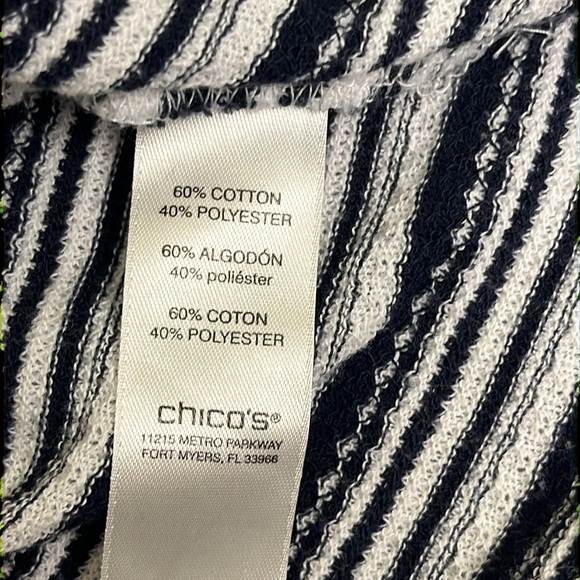 60% COTTON
40% POLYESTER
60% ALGODÓN
40% poliéster
60% COTON
40% POLYESTER
chico's®
11215 METRO PARKWAY
FORT MYERS, FL 33966